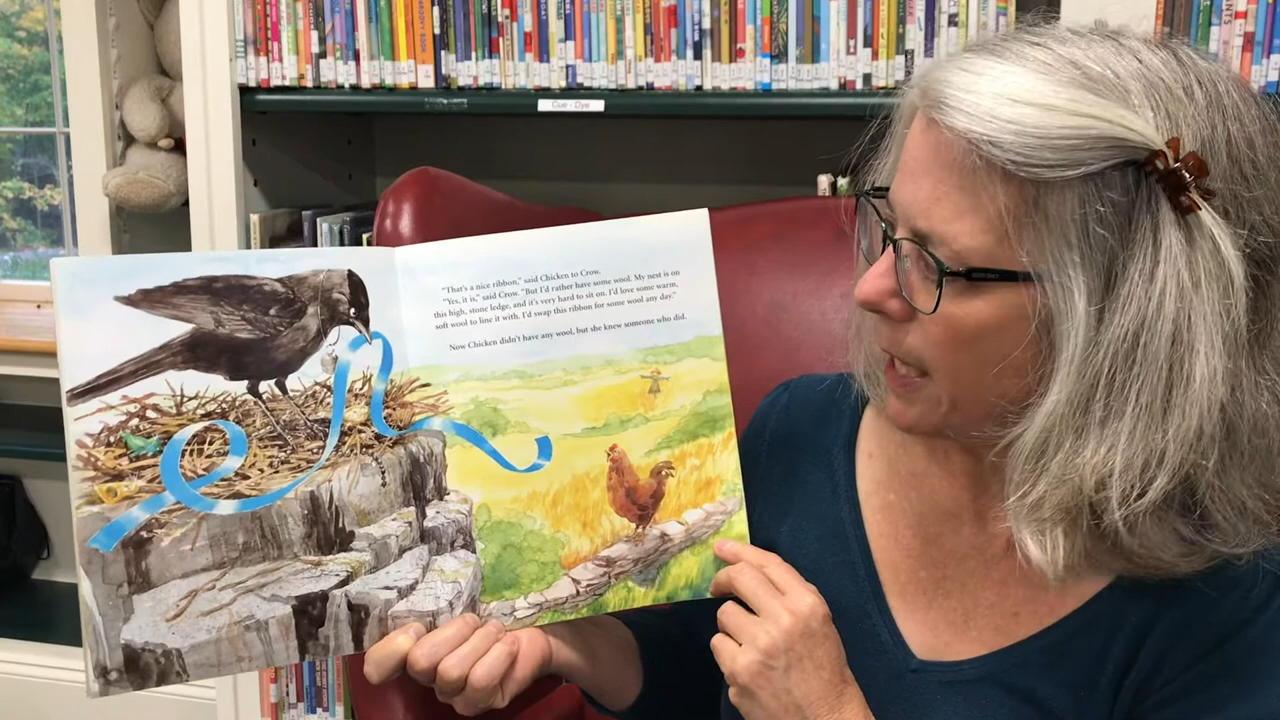 Cue - Dye
"That's a nice ribbon," said Chicken to Crow.
"Yes, it is," said Crow. "But I'd rather have some wool. My nest is on
this high, stone ledge, and it's very hard to sit on. I'd love some warm,
soft wool to line it with. I'd swap this ribbon for some wool any day."
Now Chicken didn't have any wool, but she knew someone who did.